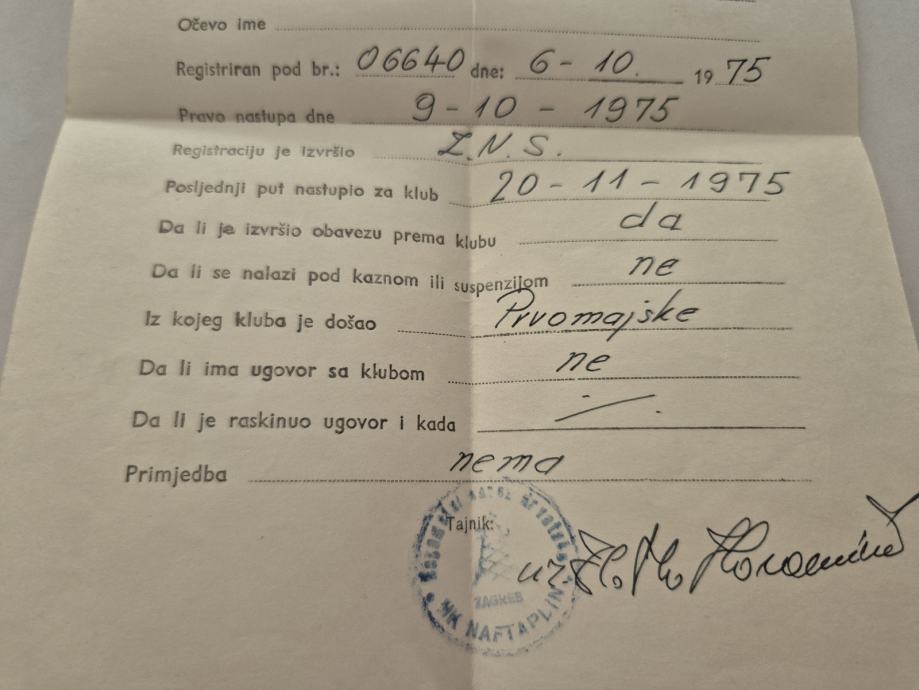 Očevo ime
Registriran pod br.: 06640 dne: 6-10. 1975
Pravo nastupa dne 9-10-1975
Registraciju je izvršio Z.N.S.
Posljednji put nastupio za klub 20-11-1975
Da li je izvršio obavezu prema klubu da
Da li se nalazi pod kaznom ili suspenzijom ne
Iz kojeg kluba je došao Prvomajske
Da li ima ugovor sa klubom ne
Da li je raskinuo ugovor i kada ·/.
Primjedba nema
Tajnik:
ZAGREB
NK NAFTAPLIN